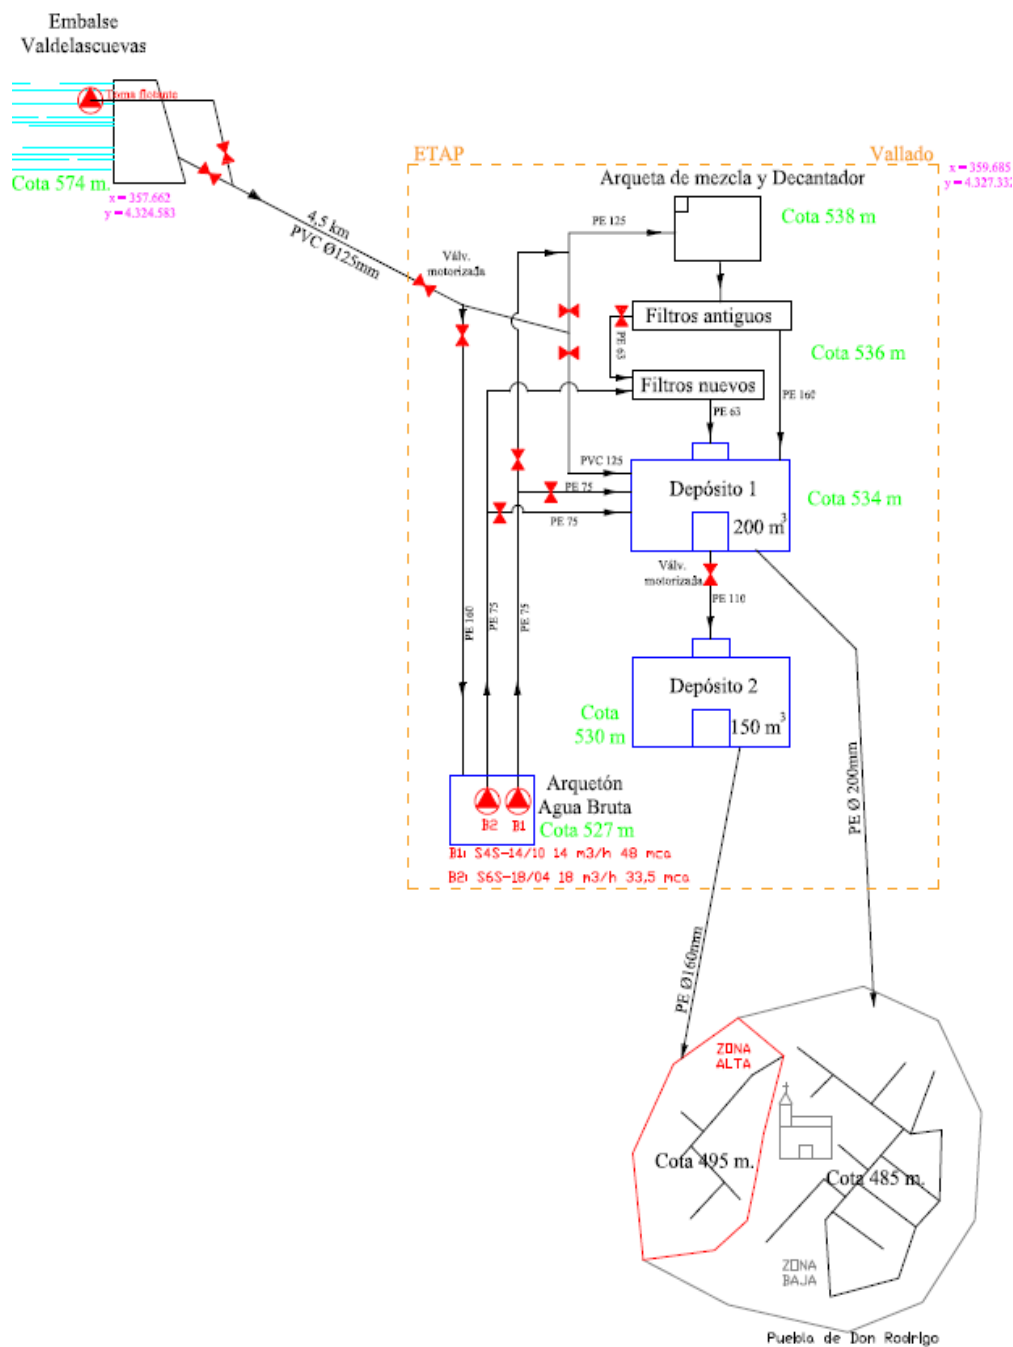 Embalse
Valdelascuevas
Toma flotante
Cota 574 m.
x = 357.662
y = 4.324.583
4,5 km
PVC Ø125mm
Válv.
motorizada
ETAP
Vallado
x = 359.685
y = 4.327.332
Arqueta de mezcla y Decantador
PE 125
Cota 538 m
Filtros antiguos
PE 63
Cota 536 m
Filtros nuevos
PE 160
PE 63
PVC 125
PE 75
PE 75
Depósito 1
200 m3
Cota 534 m
Válv.
motorizada
PE 110
PE 160
PE 75
PE 75
Depósito 2
150 m3
Cota
530 m
Arquetón
Agua Bruta
Cota 527 m
B2
B1
B1: S4S-14/10 14 m3/h 48 mca
B2: S6S-18/04 18 m3/h 33,5 mca
PE Ø 200mm
PE Ø160mm
ZONA
ALTA
Cota 495 m.
Cota 485 m.
ZONA
BAJA
Puebla de Don Rodrigo